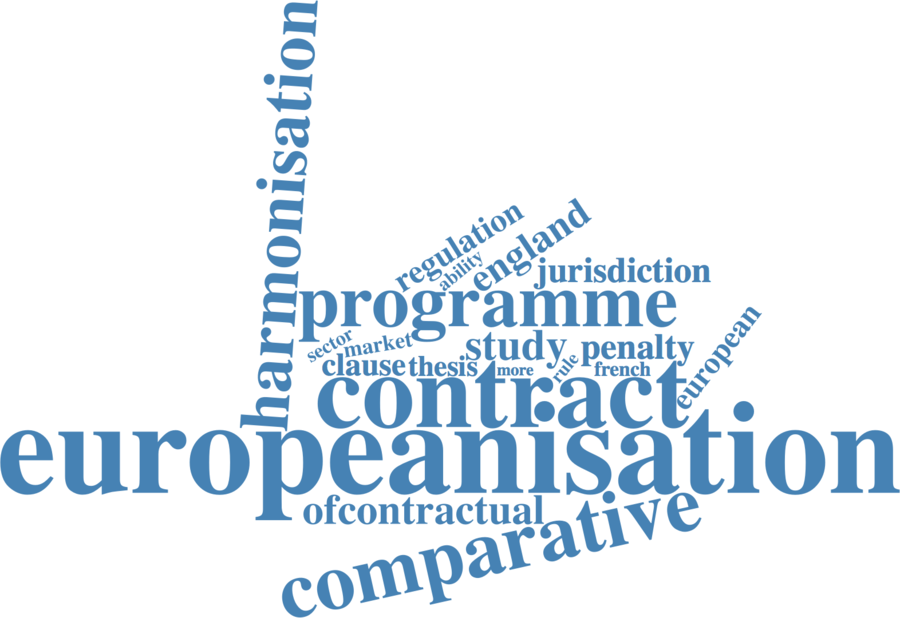 harmonisation
regulation
england
ability
jurisdiction
programme
sector
market
study
penalty
european
clause
thesis
more
rule
french
contract
europeanisation
ofcontractual
comparative